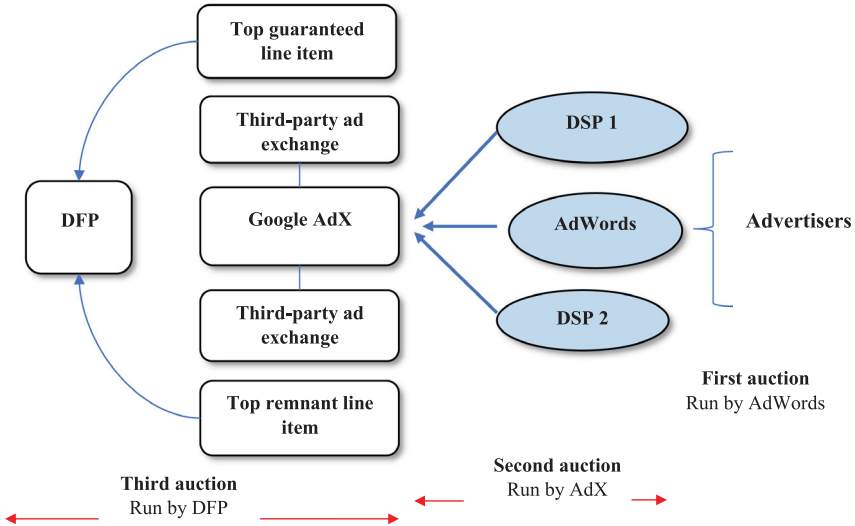 Top guaranteed
line item
Third-party ad
exchange
DFP
Google AdX
Third-party ad
exchange
Top remnant line
item
DSP 1
AdWords
DSP 2
Advertisers
First auction
Run by AdWords
Second auction
Run by AdX
Third auction
Run by DFP